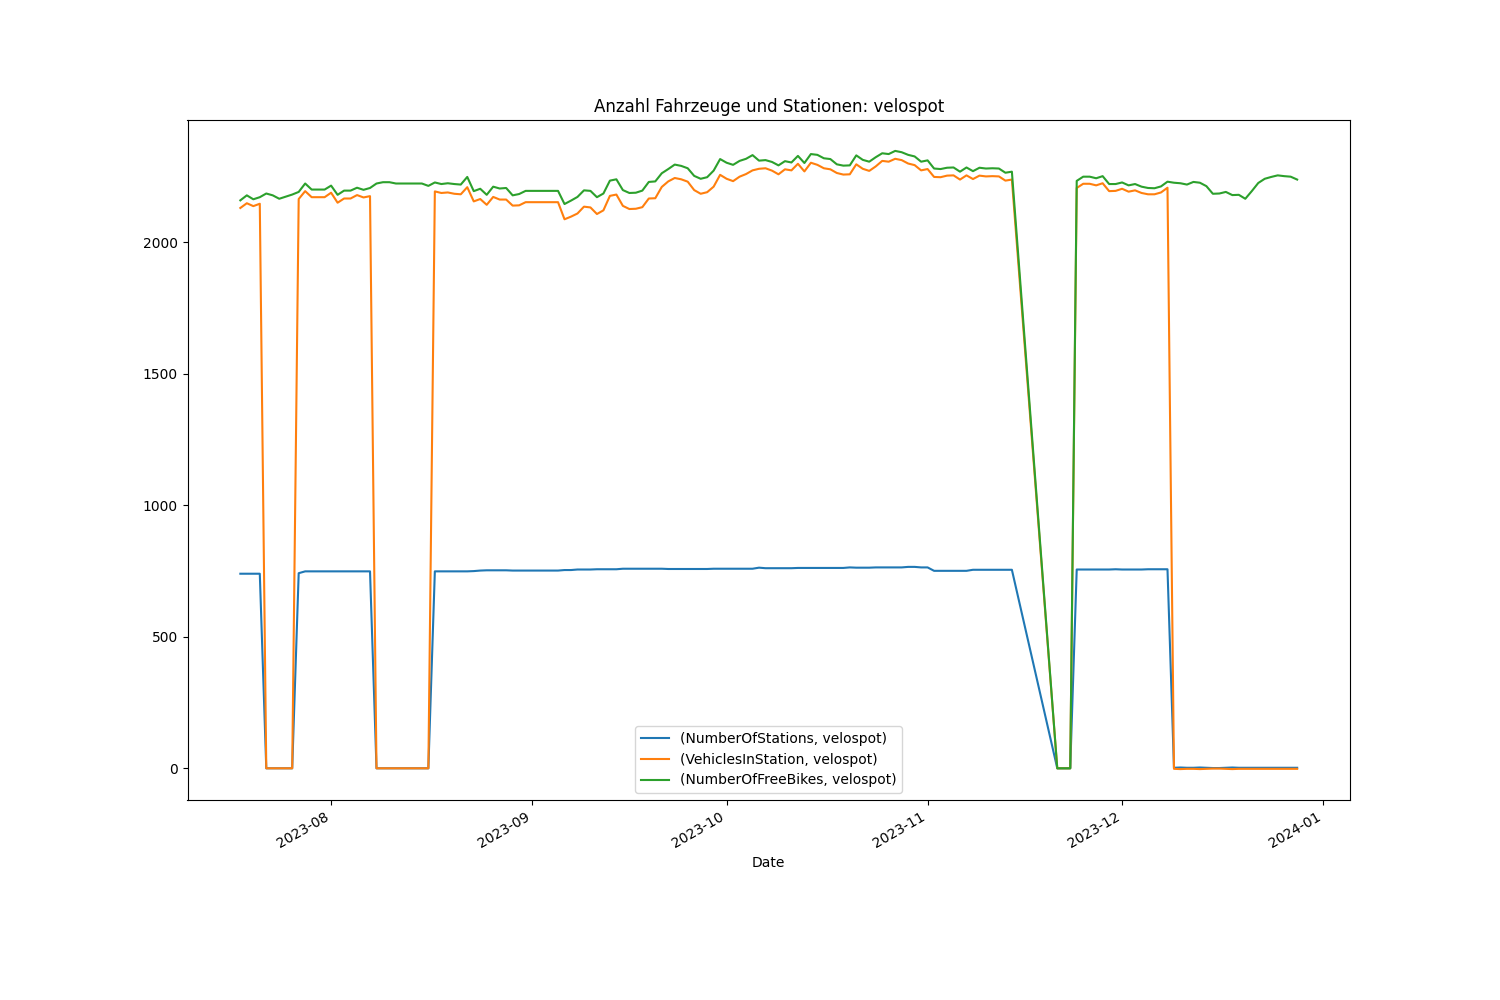 Anzahl Fahrzeuge und Stationen: velospot
2000
1500
1000
500
0
(NumberOfStations, velospot)
(VehiclesInStation, velospot)
(NumberOfFreeBikes, velospot)
2023-08
2023-09
2023-10
2023-11
2023-12
2024-01
Date